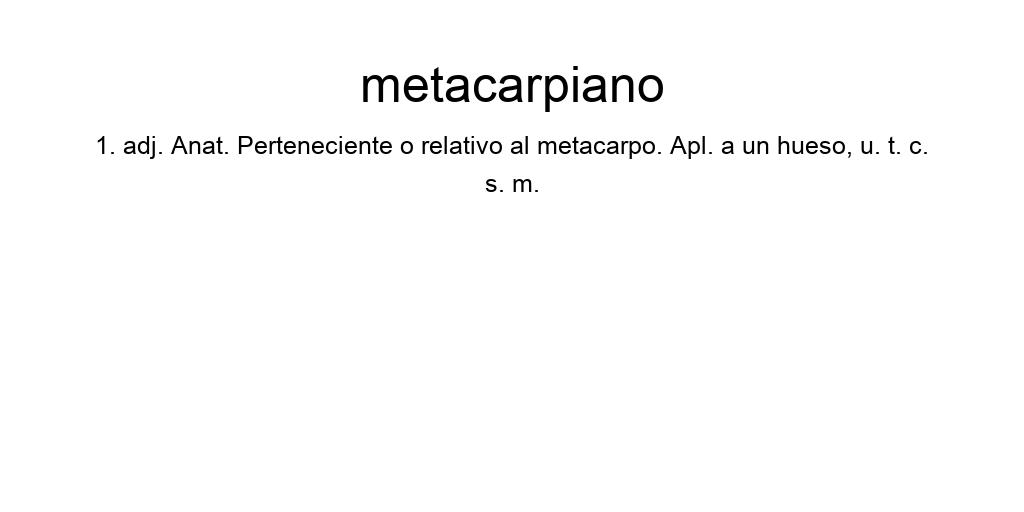 metacarpiano
1. adj. Anat. Perteneciente o relativo al metacarpo. Apl. a un hueso, u. t. c.
s. m.